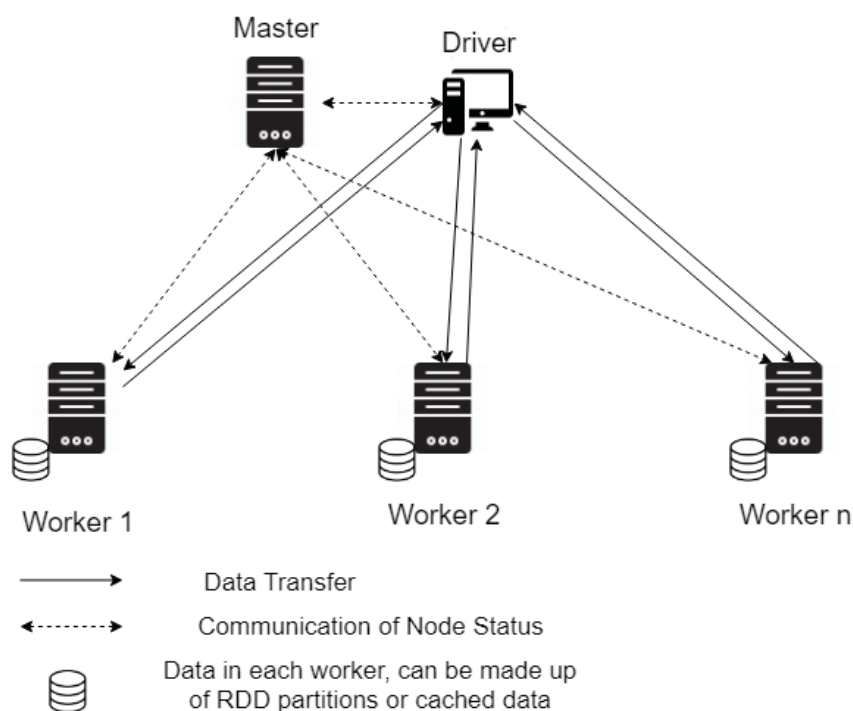 Master
Driver
Worker 1
Worker 2
Worker n
Data Transfer
Communication of Node Status
Data in each worker, can be made up
of RDD partitions or cached data